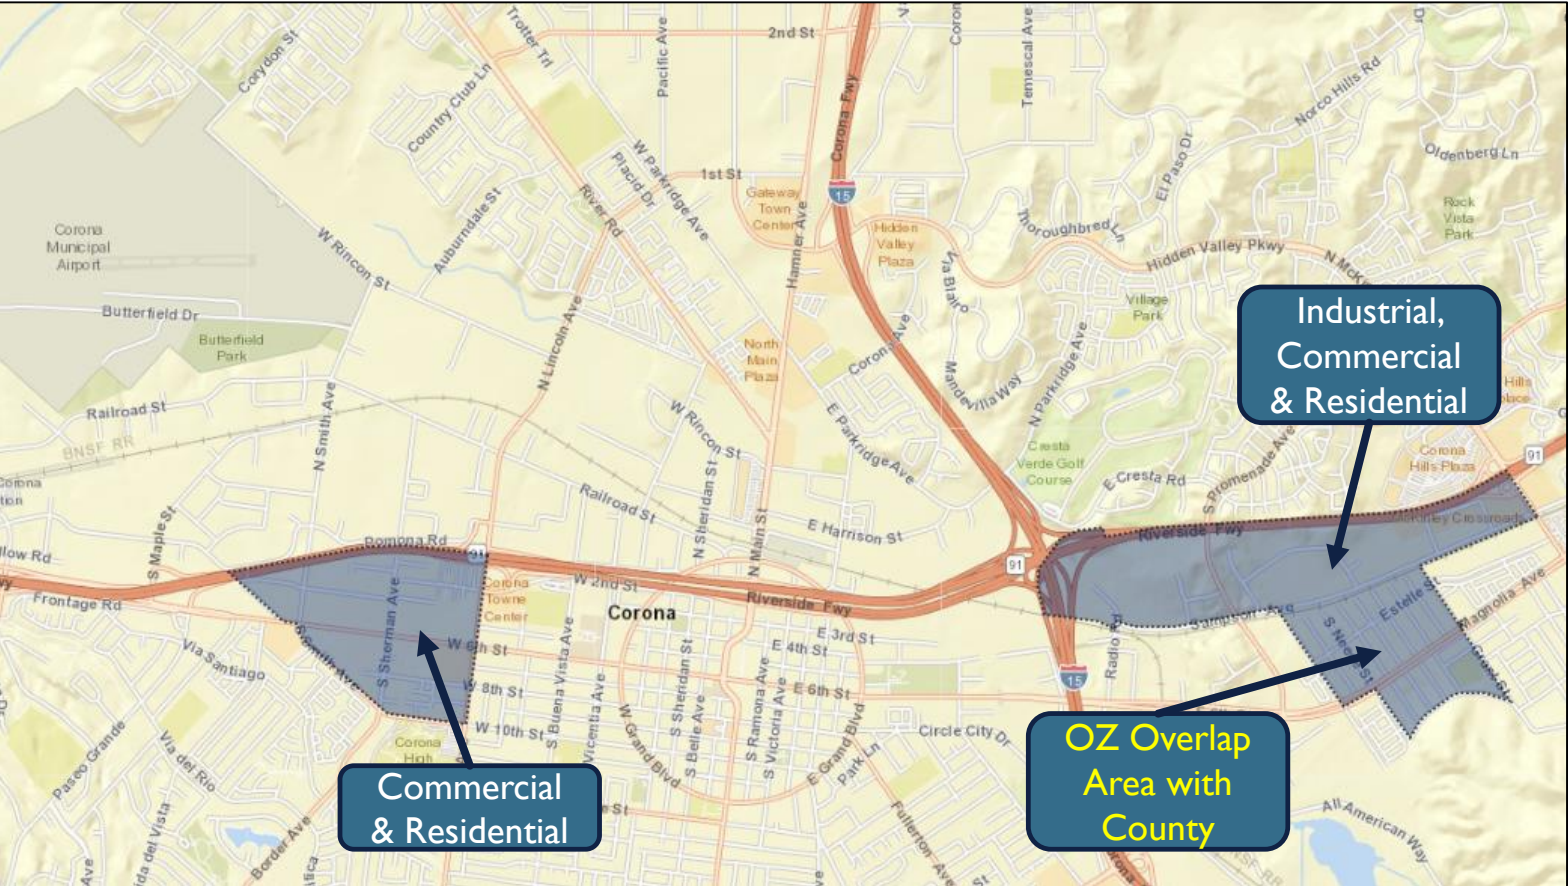 2nd St
Trotter Trl
Pacific Ave
Corona Fwy
Temescal Ave
Corydon St
Country Club Ln
Norco Hills Rd
Oldenberg Ln
W Parkridge Ave
Placid Dr
1st St
El Paso Dr
15
Gateway
Town
Center
River Rd
Auburndale St
Hamner Ave
Hidden
Valley
Plaza
Thoroughbred Ln
Rock
Vista
Park
Corona
Municipal
Airport
W Rincon St
Hidden Valley Pkwy
Via Blairo
Village
Park
Butterfield Dr
Butterfield
Park
N Lincoln Ave
North
Main
Plaza
Corona Ave
N Parkridge Ave
Mandevilla Way
Industrial,
Commercial
& Residential
Hills
Railroad St
BNSF RR
N Smith Ave
W Rincon St
E Parkridge Ave
Cresta
Verde Golf
Course
E Cresta Rd
S Promenade Ave
Corona
Hills Plaza
91
Corona
Railroad St
N Sheridan St
N Main St
E Harrison St
Riverside Fwy
McKinley Crossroads
S Maple St
Pomona Rd
91
91
Frontage Rd
S Sherman Ave
Corona
Towne
Center
W 2nd St
Corona
Riverside Fwy
E 3rd St
E 4th St
Sampson Ave
Estelle St
Magnolia Ave
Via Santiago
W 6th St
S Buena Vista Ave
S Sheridan St
S Belle Ave
S Ramona Ave
S Victoria Ave
E 6th St
Radio Rd
15
W 8th St
W 10th St
Vicentia Ave
W Grand Blvd
E Grand Blvd
Park Ln
Circle City Dr
Paseo Grande
Via del Rio
Corona
High
Commercial
& Residential
OZ Overlap
Area with
County
Border Ave
Fullerton Ave
All American Way